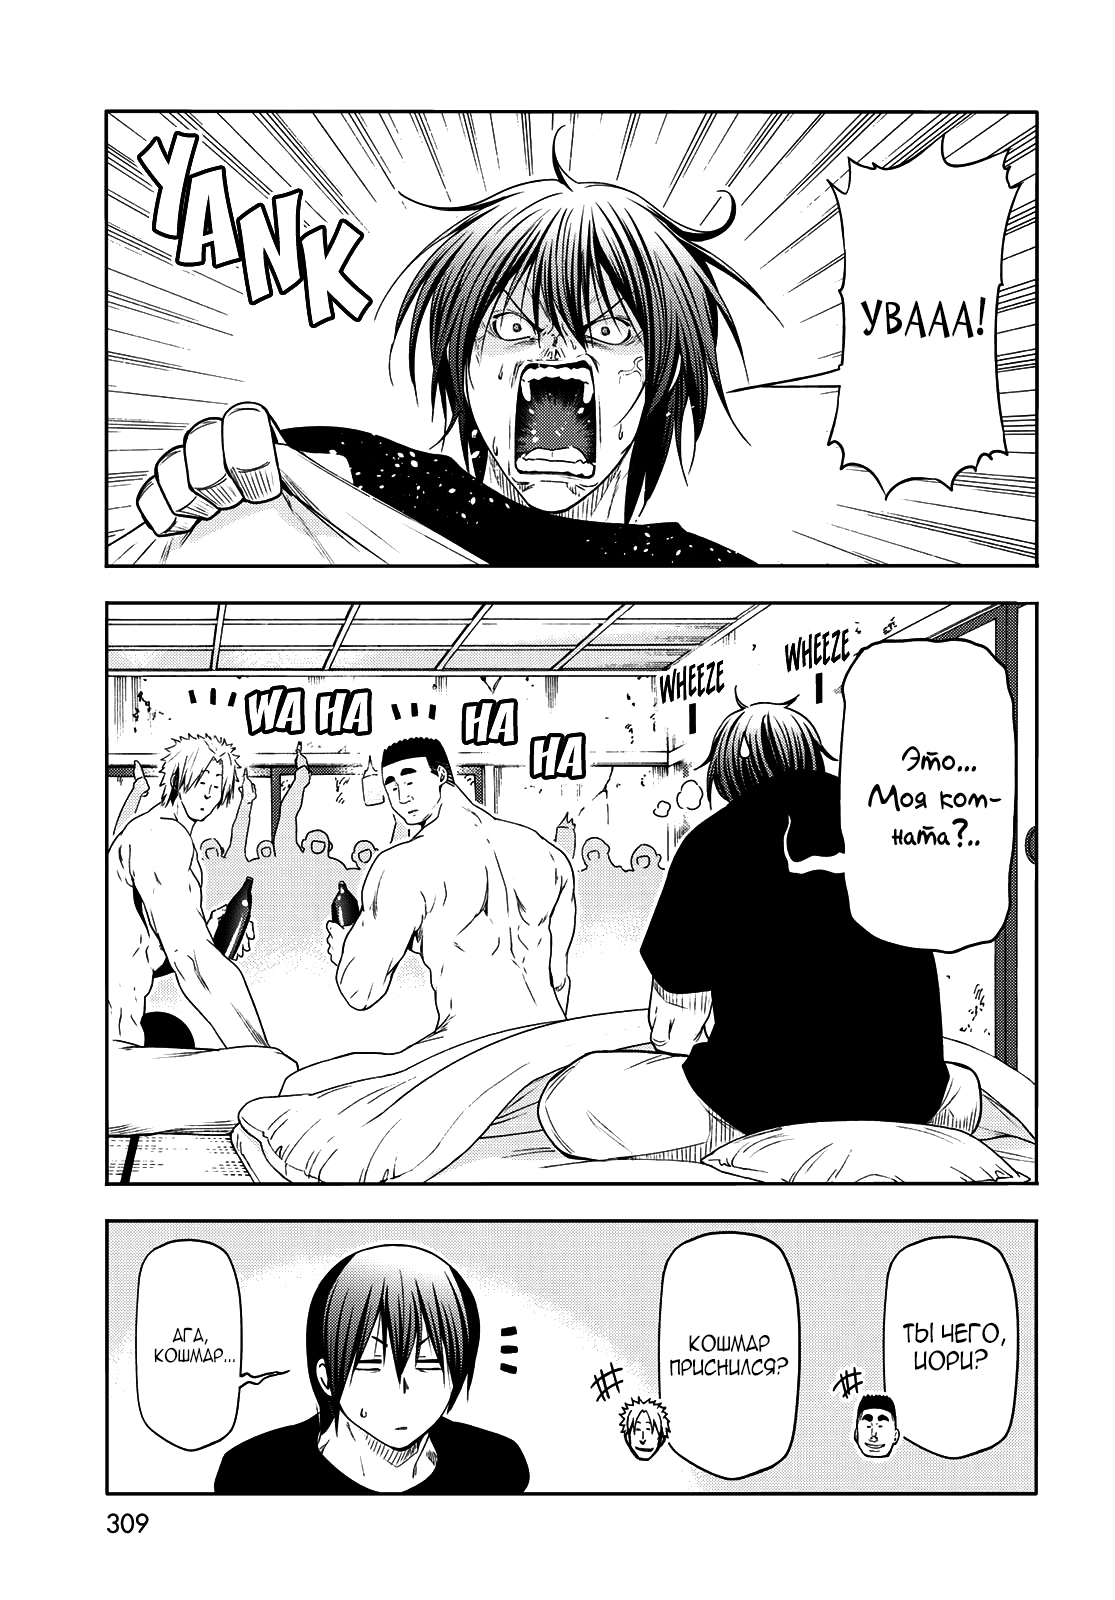 YANK
УВАAА!
WHEEZE
WHEEZE
Это...
Моя ком-
ната?..
WA HA
HA
HA
ТЫ ЧЕГО,
ИОРИ?
КОШМАР
ПРИСНИЛСЯ?
АГА,
КОШМАР...
309